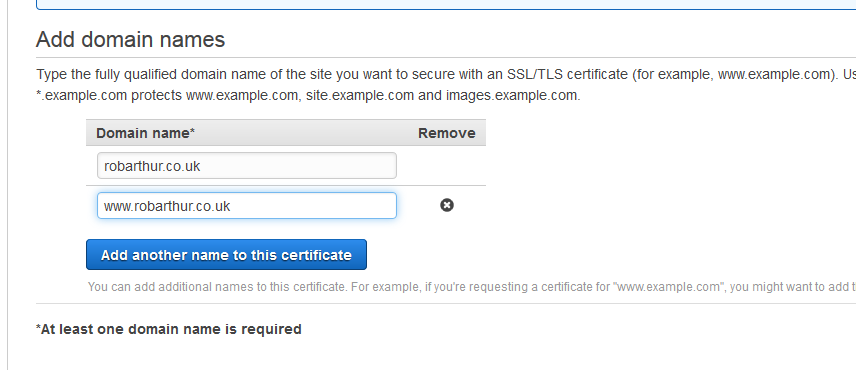 Add domain names
Type the fully qualified domain name of the site you want to secure with an SSL/TLS certificate (for example, www.example.com). Us
*.example.com protects www.example.com, site.example.com and images.example.com.
Domain name* Remove
robarthur.co.uk
www.robarthur.co.uk
Add another name to this certificate
You can add additional names to this certificate. For example, if you're requesting a certificate for "www.example.com", you might want to add t
*At least one domain name is required